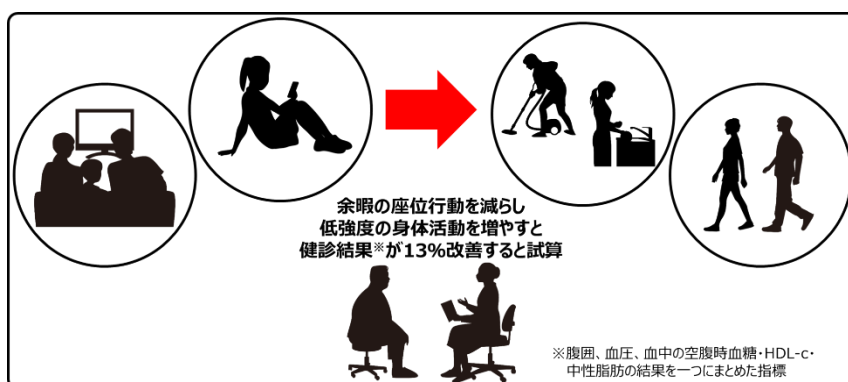 余暇の座位行動を減らし
低強度の身体活動を増やすと
健診結果※が13%改善すると試算
※腹囲、血圧、血中の空腹時血糖・HDL-c・
中性脂肪の結果を一つにまとめた指標